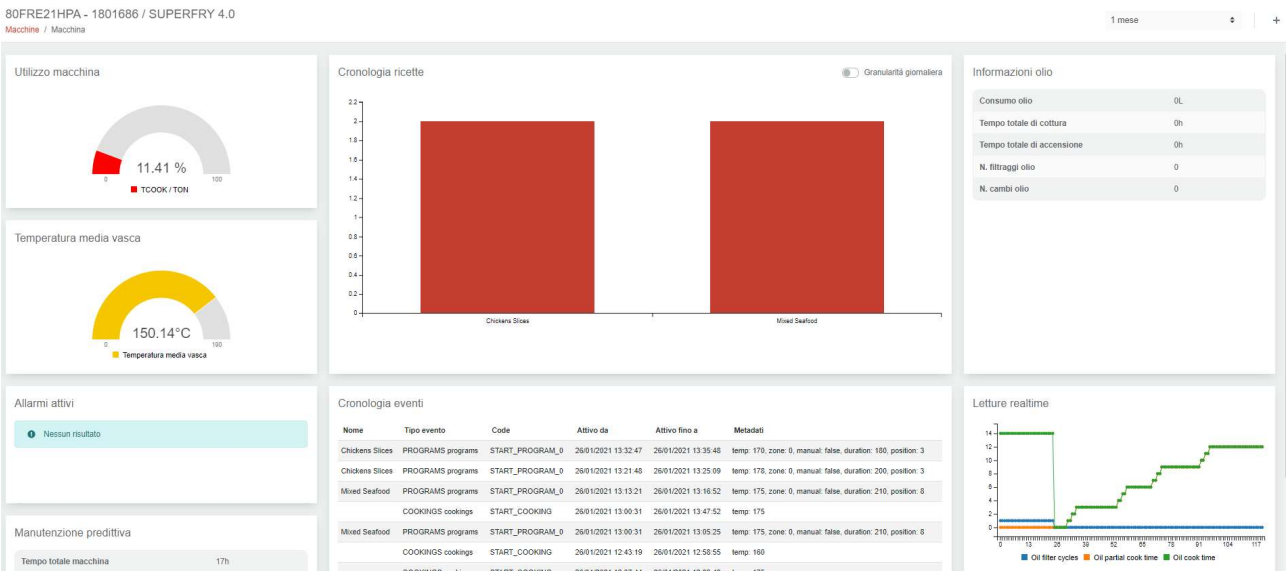 80FRE21HPA - 1801686 / SUPERFRY 4.0
Macchine / Macchina
1 mese
+
Utilizzo macchina
11.41 %
0
100
TCOOK / TON
Temperatura media vasca
150.14°C
0
190
Temperatura media vasca
Allarmi attivi
Nessun risultato
Manutenzione predittiva
Tempo totale macchina 17h
Cronologia ricette
Granularitá giornaliera
2.2
2
1.8
1.6
1.4
1.2
1
0.8
0.6
0.4
0.2
0
Chickens Slices
Mixed Seafood
Cronologia eventi
Nome Tipo evento Code Attivo da Attivo fino a Metadati
Chickens Slices PROGRAMS programs START_PROGRAM_0 26/01/2021 13:32:47 26/01/2021 13:35:48 temp: 170, zone: 0, manual: false, duration: 180, position: 3
Chickens Slices PROGRAMS programs START_PROGRAM_0 26/01/2021 13:21:48 26/01/2021 13:25:09 temp: 178, zone: 0, manual: false, duration: 200, position: 3
Mixed Seafood PROGRAMS programs START_PROGRAM_0 26/01/2021 13:13:21 26/01/2021 13:16:52 temp: 175, zone: 0, manual: false, duration: 210, position: 8
COOKINGS cookings START_COOKING 26/01/2021 13:00:31 26/01/2021 13:47:52 temp: 175
Mixed Seafood PROGRAMS programs START_PROGRAM_0 26/01/2021 13:00:31 26/01/2021 13:05:25 temp: 175, zone: 0, manual: false, duration: 210, position: 8
COOKINGS cookings START_COOKING 26/01/2021 12:43:19 26/01/2021 12:58:55 temp: 160
Informazioni olio
Consumo olio 0L
Tempo totale di cottura 0h
Tempo totale di accensione 0h
N. filtraggi olio 0
N. cambi olio 0
Letture realtime
14
12
10
8
6
4
2
0
0 13 26 39 52 65 78 91 104 117
Oil filter cycles Oil partial cook time Oil cook time